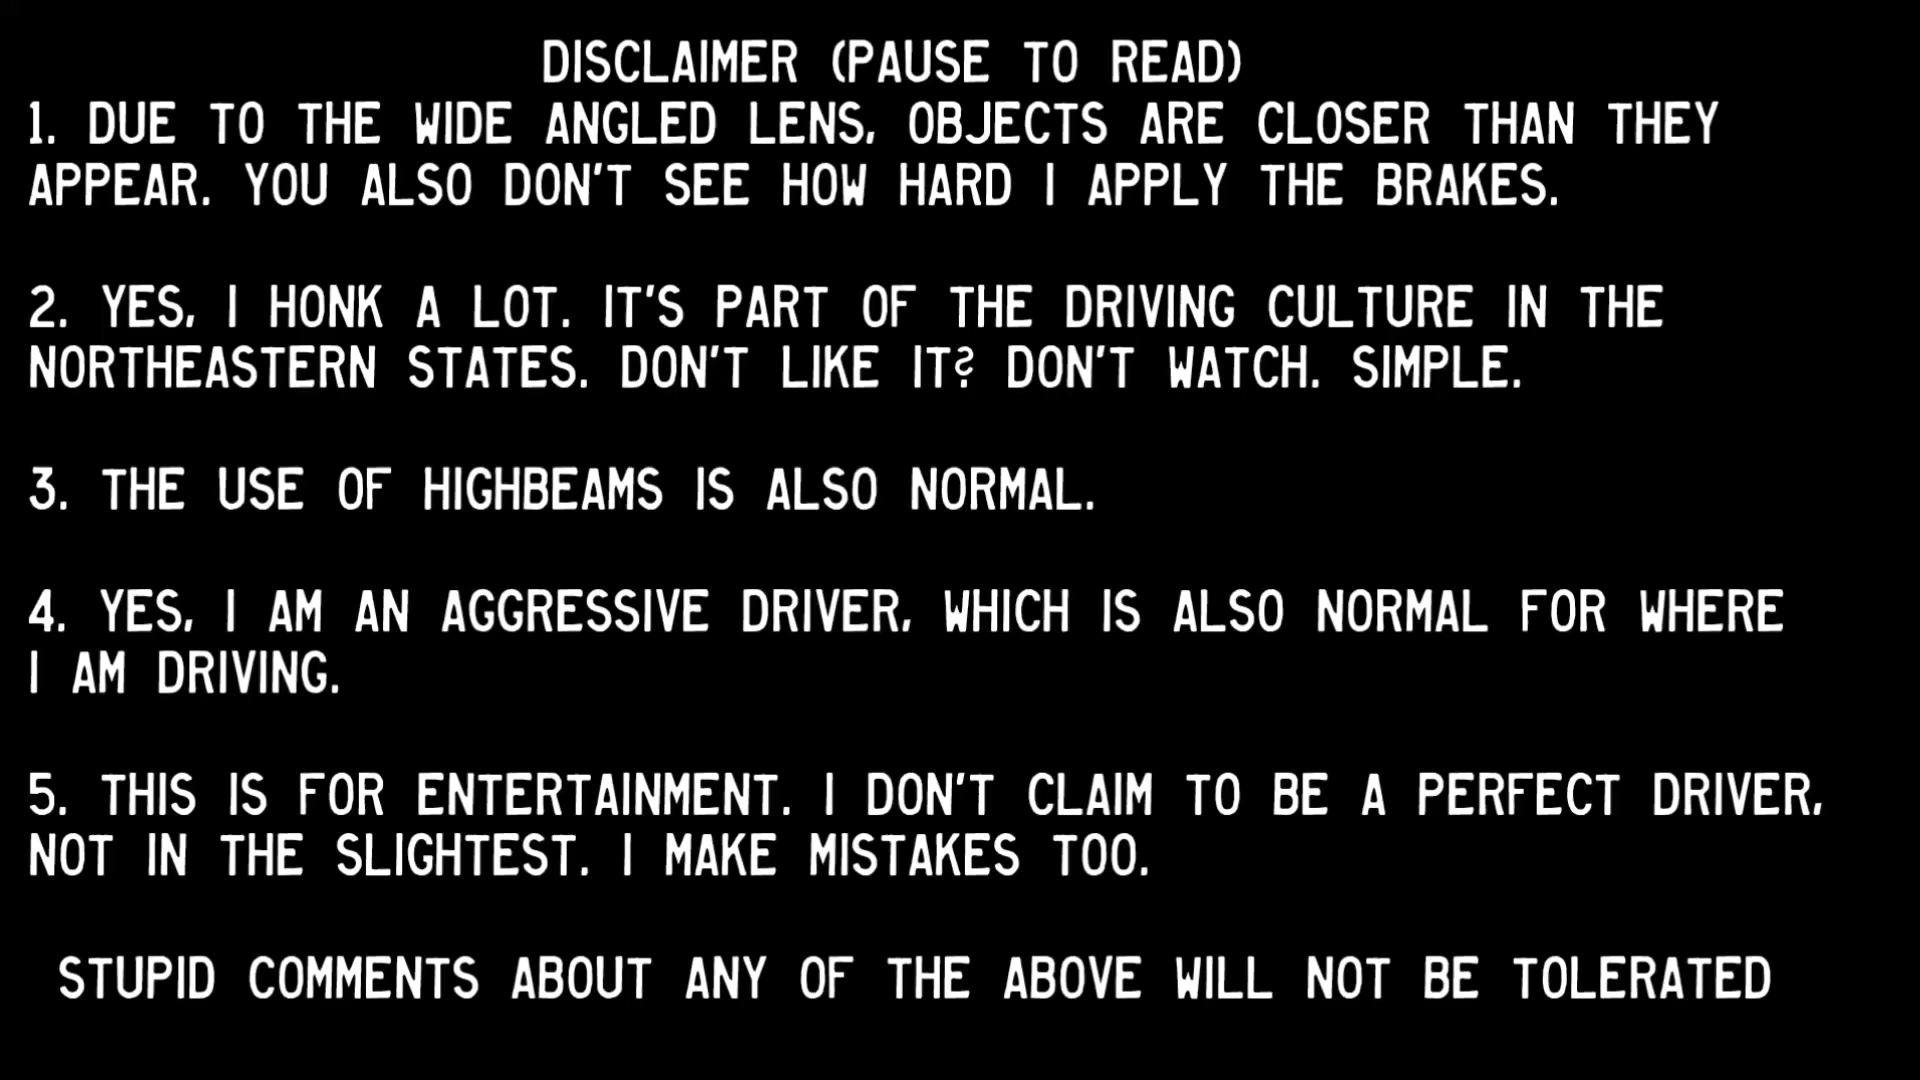 DISCLAIMER (PAUSE TO READ)
1. DUE TO THE WIDE ANGLED LENS, OBJECTS ARE CLOSER THAN THEY
APPEAR. YOU ALSO DON'T SEE HOW HARD I APPLY THE BRAKES.
2. YES, I HONK A LOT. IT'S PART OF THE DRIVING CULTURE IN THE
NORTHEASTERN STATES. DON'T LIKE IT? DON'T WATCH. SIMPLE.
3. THE USE OF HIGHBEAMS IS ALSO NORMAL.
4. YES, I AM AN AGGRESSIVE DRIVER, WHICH IS ALSO NORMAL FOR WHERE
I AM DRIVING.
5. THIS IS FOR ENTERTAINMENT. I DON'T CLAIM TO BE A PERFECT DRIVER,
NOT IN THE SLIGHTEST. I MAKE MISTAKES TOO.
STUPID COMMENTS ABOUT ANY OF THE ABOVE WILL NOT BE TOLERATED